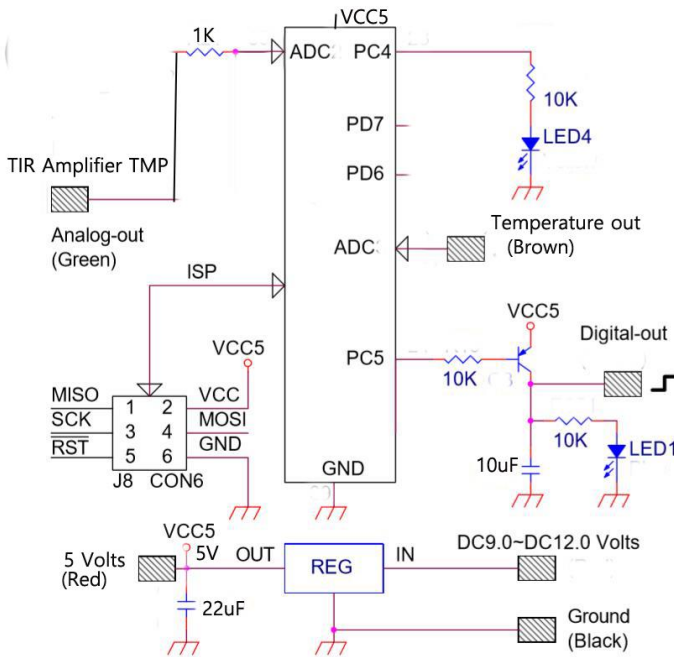 VCC5
1K
ADC
PC4
10K
PD7
LED4
TIR Amplifier TMP
PD6
Analog-out
(Green)
ADC
Temperature out
(Brown)
ISP
VCC5
VCC5
Digital-out
PC5
10K
MISO 1 2 VCC
SCK 3 4 MOSI
RST 5 6 GND
J8 CON6
10K
LED1
10uF
GND
VCC5
5 Volts
(Red)
5V
OUT
REG
IN
DC9.0~DC12.0 Volts
22uF
Ground
(Black)